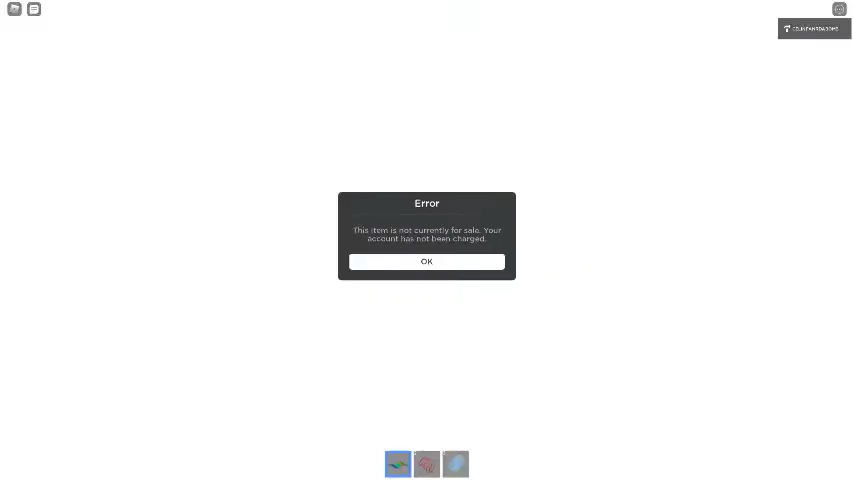 Error
This item is not currently for sale. Your
account has not been charged.
OK